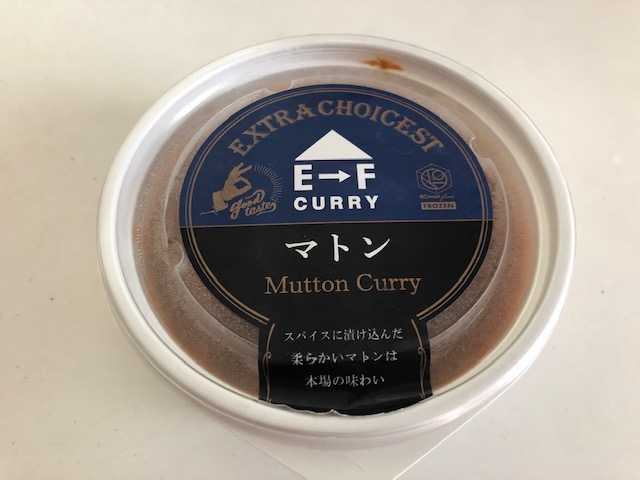 EXTRA CHOICEST
E→F
CURRY
good taste
FROZEN
マトン
Mutton Curry
スパイスに漬け込んだ
柔らかいマトンは
本場の味わい